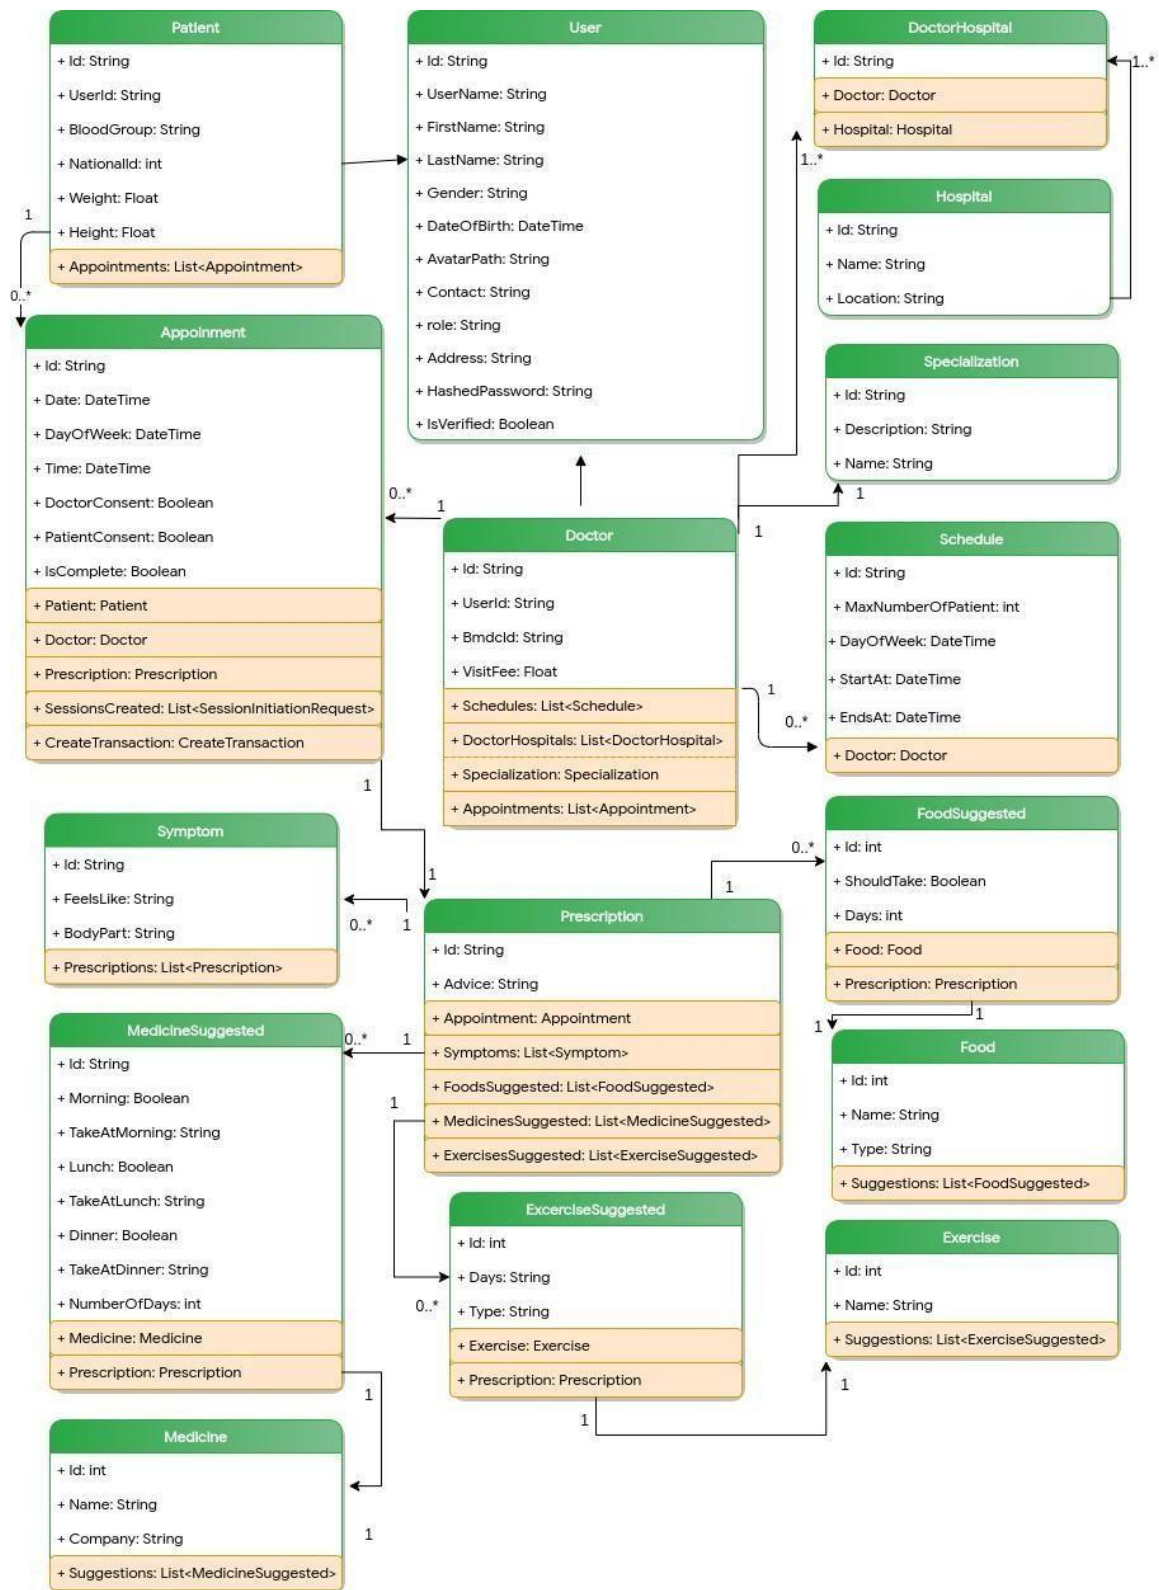 Patient
+ Id: String
+ UserId: String
+ BloodGroup: String
+ NationalId: int
+ Weight: Float
+ Height: Float
+ Appointments: List<Appointment>
1
0..*
User
+ Id: String
+ UserName: String
+ FirstName: String
+ LastName: String
+ Gender: String
+ DateOfBirth: DateTime
+ AvatarPath: String
+ Contact: String
+ role: String
+ Address: String
+ HashedPassword: String
+ IsVerified: Boolean
DoctorHospital
+ Id: String
+ Doctor: Doctor
+ Hospital: Hospital
1..*
1..*
Hospital
+ Id: String
+ Name: String
+ Location: String
Appoinment
+ Id: String
+ Date: DateTime
+ DayOfWeek: DateTime
+ Time: DateTime
+ DoctorConsent: Boolean
+ PatientConsent: Boolean
+ IsComplete: Boolean
+ Patient: Patient
+ Doctor: Doctor
+ Prescription: Prescription
+ SessionsCreated: List<SessionInitiationRequest>
+ CreateTransaction: CreateTransaction
0..*
1
Specialization
+ Id: String
+ Description: String
+ Name: String
1
1
Doctor
+ Id: String
+ UserId: String
+ BmdcId: String
+ VisitFee: Float
+ Schedules: List<Schedule>
+ DoctorHospitals: List<DoctorHospital>
+ Specialization: Specialization
+ Appointments: List<Appointment>
1
0..*
Schedule
+ Id: String
+ MaxNumberOfPatient: int
+ DayOfWeek: DateTime
+ StartAt: DateTime
+ EndsAt: DateTime
+ Doctor: Doctor
1
1
Symptom
+ Id: String
+ FeelsLike: String
+ BodyPart: String
+ Prescriptions: List<Prescription>
0..*
1
Prescription
+ Id: String
+ Advice: String
+ Appointment: Appointment
+ Symptoms: List<Symptom>
+ FoodsSuggested: List<FoodSuggested>
+ MedicinesSuggested: List<MedicineSuggested>
+ ExercisesSuggested: List<ExerciseSuggested>
1
0..*
FoodSuggested
+ Id: int
+ ShouldTake: Boolean
+ Days: int
+ Food: Food
+ Prescription: Prescription
1
1
Food
+ Id: int
+ Name: String
+ Type: String
+ Suggestions: List<FoodSuggested>
MedicineSuggested
+ Id: String
+ Morning: Boolean
+ TakeAtMorning: String
+ Lunch: Boolean
+ TakeAtLunch: String
+ Dinner: Boolean
+ TakeAtDinner: String
+ NumberOfDays: int
+ Medicine: Medicine
+ Prescription: Prescription
0..*
1
1
0..*
ExcerciseSuggested
+ Id: int
+ Days: String
+ Type: String
+ Exercise: Exercise
+ Prescription: Prescription
1
1
Exercise
+ Id: int
+ Name: String
+ Suggestions: List<ExerciseSuggested>
1
Medicine
+ Id: int
+ Name: String
+ Company: String
+ Suggestions: List<MedicineSuggested>
1